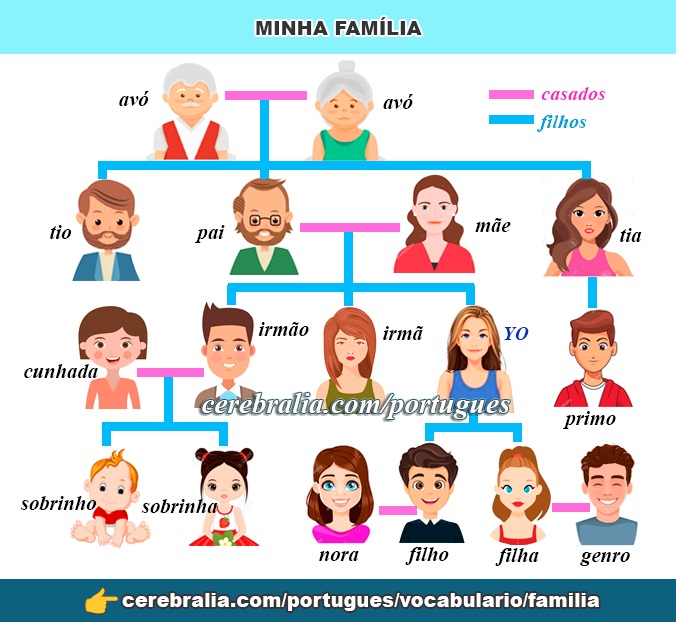 MINHA FAMÍLIA
avó
avó
casados
filhos
tio
pai
mãe
tia
irmão
irmã
YO
cunhada
cerebralia.com/portugues
primo
sobrinho
sobrinha
nora
filho
filha
genro
cerebralia.com/portugues/vocabulario/familia